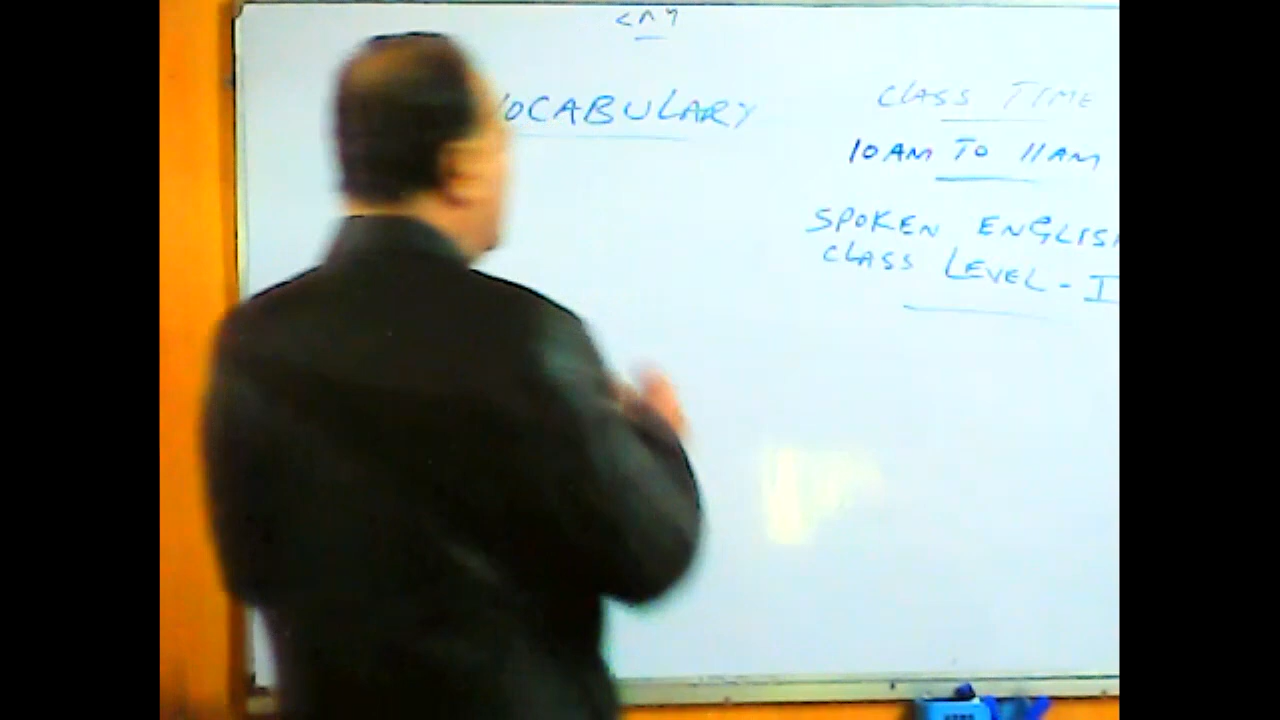 VOCABULARY
CLASS TIME
10AM TO 11AM
SPOKEN ENGLISH
CLASS LEVEL - I